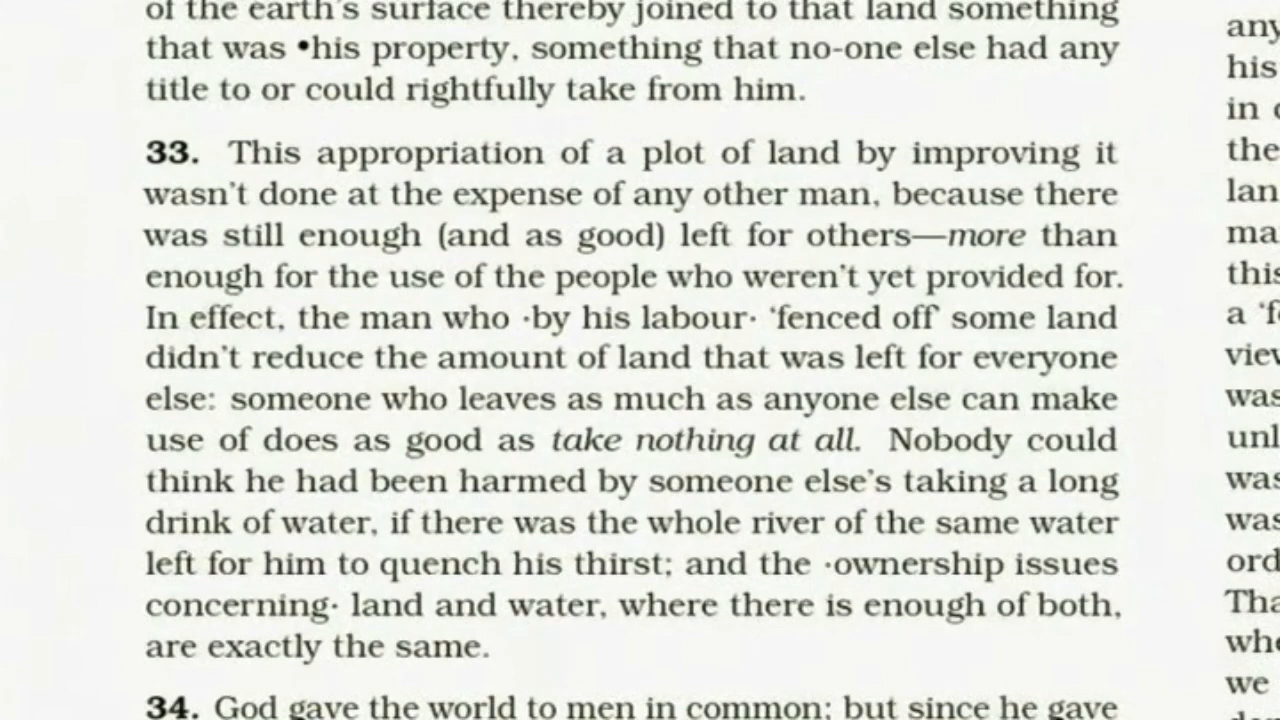 of the earth's surface thereby joined to that land something
that was •his property, something that no-one else had any
title to or could rightfully take from him.
33. This appropriation of a plot of land by improving it
wasn't done at the expense of any other man, because there
was still enough (and as good) left for others—more than
enough for the use of the people who weren't yet provided for.
In effect, the man who ·by his labour· 'fenced off' some land
didn't reduce the amount of land that was left for everyone
else: someone who leaves as much as anyone else can make
use of does as good as take nothing at all. Nobody could
think he had been harmed by someone else's taking a long
drink of water, if there was the whole river of the same water
left for him to quench his thirst; and the ·ownership issues
concerning· land and water, where there is enough of both,
are exactly the same.
34. God gave the world to men in common; but since he gave
any
his
in
the
this
a
was
was
was
we